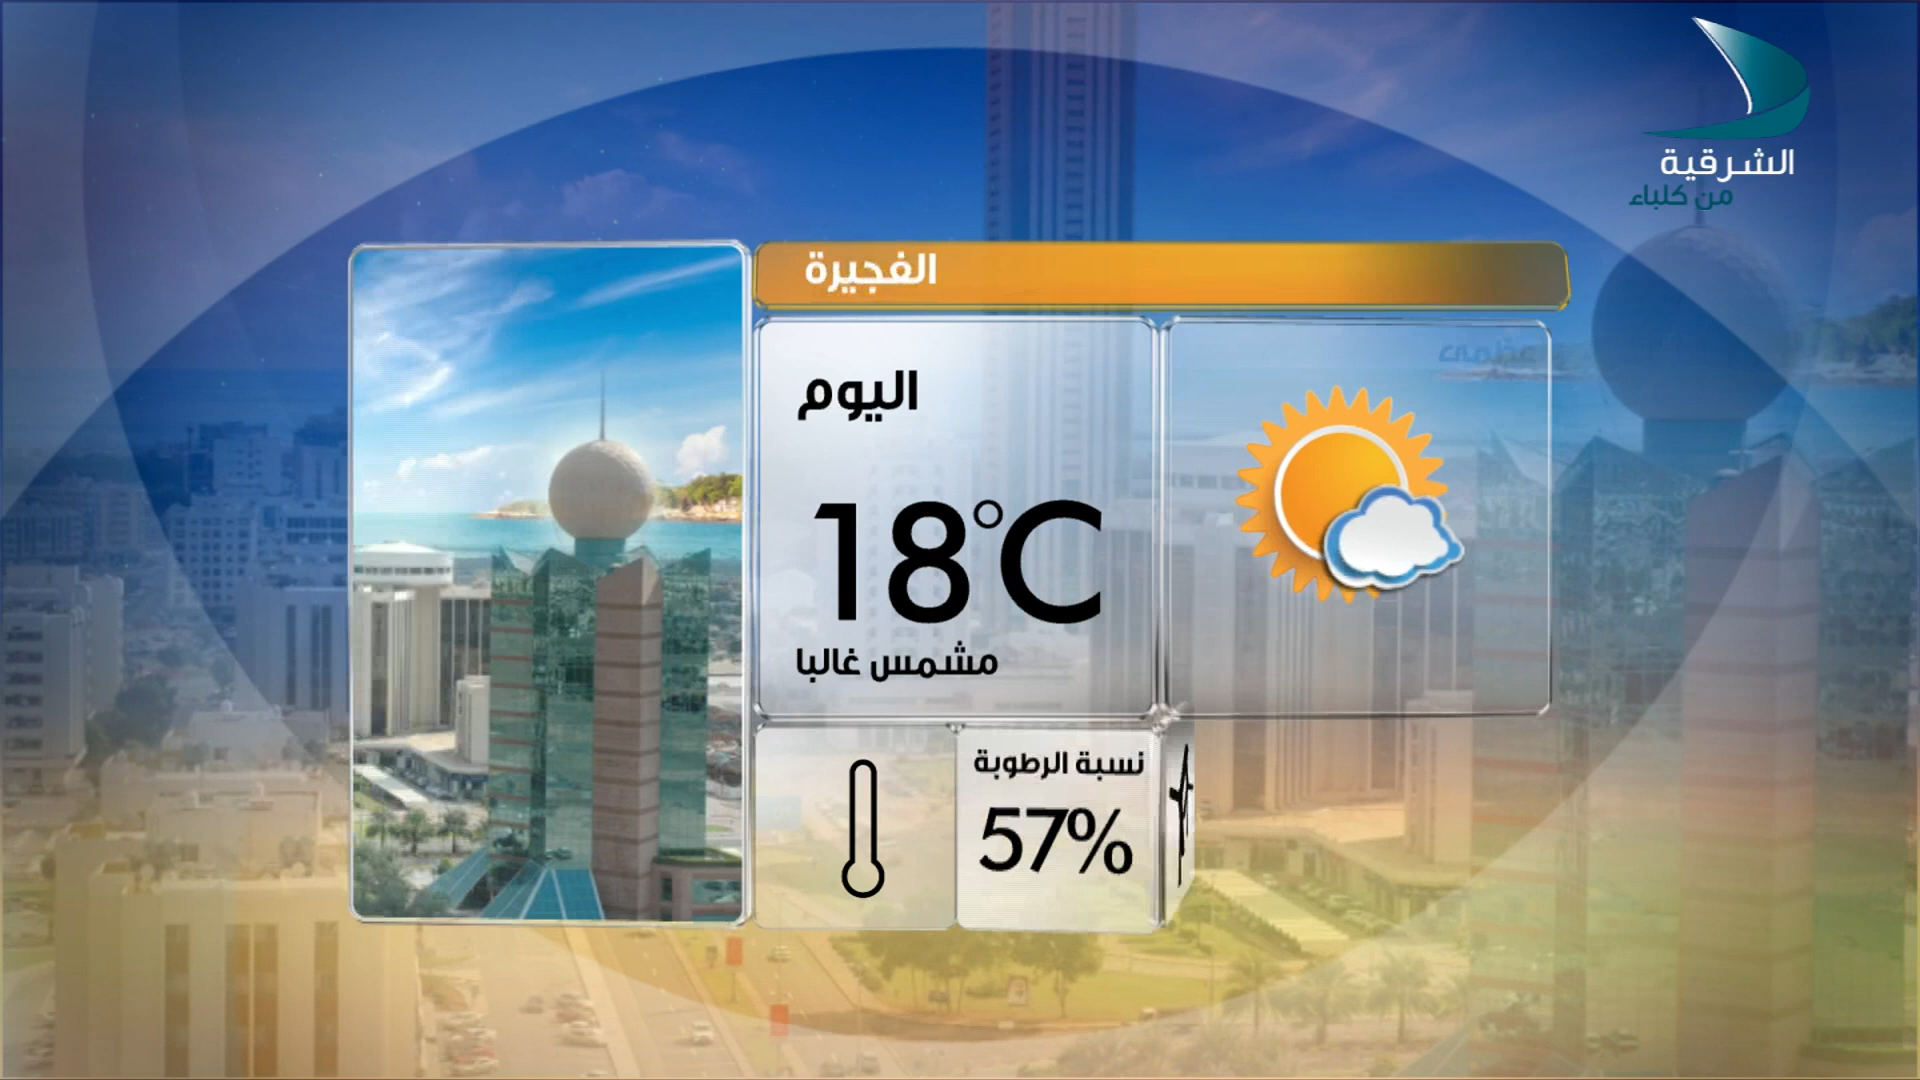 الشرقية
من كلباء
الفجيرة
اليوم
18°C
مشمس غالبا
نسبة الرطوبة
57%